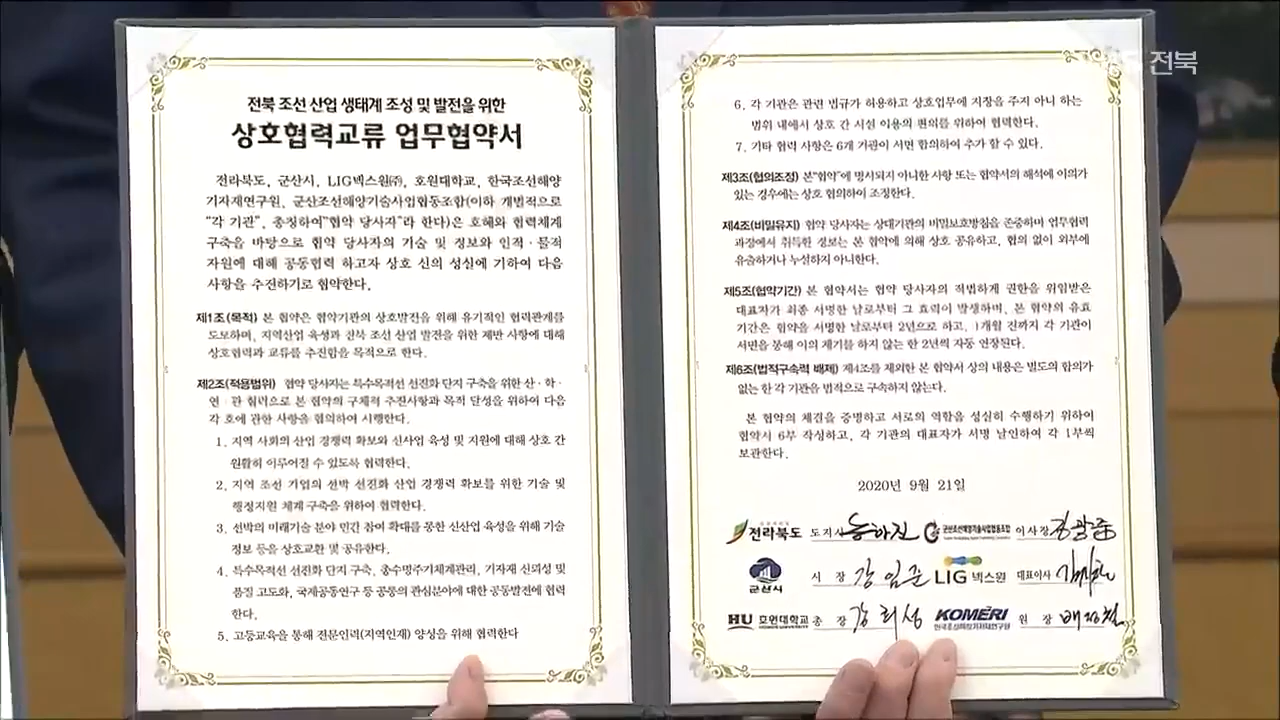 전북
전북 조선 산업 생태계 조성 및 발전을 위한
상호협력교류 업무협약서
전라북도, 군산시, LIG넥스원㈜, 호원대학교, 한국조선해양
기자재연구원, 군산조선해양기술사업협동조합(이하 개별적으로
"각 기관", 총칭하여"협약 당사자"라 한다)은 호혜와 협력체계
구축을 바탕으로 협약 당사자의 기술 및 정보와 인적·물적
자원에 대해 공동협력 하고자 상호 신의 성실에 기하여 다음
사항을 추진하기로 협약한다.
제1조(목적) 본 협약은 협약기관의 상호발전을 위해 유기적인 협력관계를
도모하며, 지역산업 육성과 전북 조선 산업 발전을 위한 제반 사항에 대해
상호협력과 교류를 추진함을 목적으로 한다.
제2조(적용범위) 협약 당사자는 특수목적선 선진화 단지 구축을 위한 산·학·
연·관 협력으로 본 협약의 구체적 추진사항과 목적 달성을 위하여 다음
각 호에 관한 사항을 협의하여 시행한다.
1. 지역 사회의 산업 경쟁력 확보와 신사업 육성 및 지원에 대해 상호 간
원활히 이루어질 수 있도록 협력한다.
2. 지역 조선 기업의 선박 선진화 산업 경쟁력 확보를 위한 기술 및
행정지원 체계 구축을 위하여 협력한다.
3. 선박의 미래기술 분야 민간 참여 확대를 통한 신산업 육성을 위해 기술
정보 등을 상호교환 및 공유한다.
4. 특수목적선 선진화 단지 구축, 총수명주기체계관리, 기자재 신뢰성 및
품질 고도화, 국제공동연구 등 공통의 관심분야에 대한 공동발전에 협력
한다.
5. 고등교육을 통해 전문인력(지역인재) 양성을 위해 협력한다
6. 각 기관은 관련 법규가 허용하고 상호업무에 지장을 주지 아니 하는
범위 내에서 상호 간 시설 이용의 편의를 위하여 협력한다.
7. 기타 협력 사항은 6개 기관이 서면 합의하여 추가 할 수 있다.
제3조(협의조정) 본"협약"에 명시되지 아니한 사항 또는 협약서의 해석에 이의가
있는 경우에는 상호 협의하여 조정한다.
제4조(비밀유지) 협약 당사자는 상대기관의 비밀보호방침을 존중하며 업무협력
과정에서 취득한 정보는 본 협약에 의해 상호 공유하고, 협의 없이 외부에
유출하거나 누설하지 아니한다.
제5조(협약기간) 본 협약서는 협약 당사자의 적법하게 권한을 위임받은
대표자가 최종 서명한 날로부터 그 효력이 발생하며, 본 협약의 유효
기간은 협약을 서명한 날로부터 2년으로 하고, 1개월 전까지 각 기관이
서면을 통해 이의 제기를 하지 않는 한 2년씩 자동 연장된다.
제6조(법적구속력 배제) 제4조를 제외한 본 협약서 상의 내용은 별도의 합의가
없는 한 각 기관을 법적으로 구속하지 않는다.
본 협약의 체결을 증명하고 서로의 역할을 성실히 수행하기 위하여
협약서 6부 작성하고, 각 기관의 대표자가 서명 날인하여 각 1부씩
보관한다.
2020년 9월 21일
전라북도 도지사 송하진 군산조선해양기술사업협동조합 이사장 김광중
군산시 시 장 강임준 LIG 넥스원 대표이사
HU 호원대학교 총 장 강희성 KOMERI 한국조선해양기자재연구원 원 장 배정철